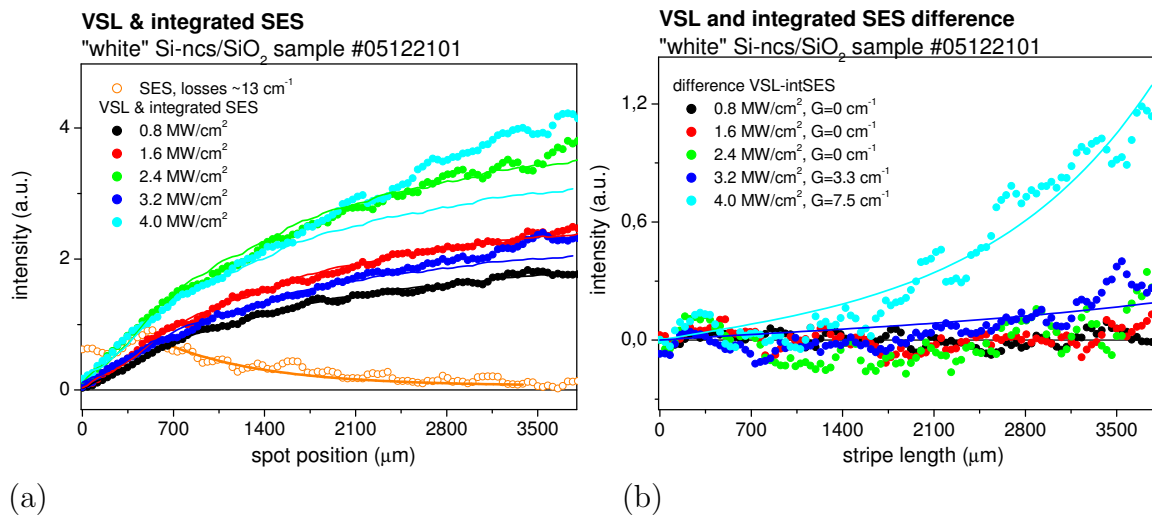 VSL & integrated SES
"white" Si-ncs/SiO₂ sample #05122101
SES, losses ~13 cm⁻¹
VSL & integrated SES
0.8 MW/cm²
1.6 MW/cm²
2.4 MW/cm²
3.2 MW/cm²
4.0 MW/cm²
4
2
0
intensity (a.u.)
0 700 1400 2100 2800 3500
spot position (μm)
(a)
VSL and integrated SES difference
"white" Si-ncs/SiO₂ sample #05122101
difference VSL-intSES
0.8 MW/cm², G=0 cm⁻¹
1.6 MW/cm², G=0 cm⁻¹
2.4 MW/cm², G=0 cm⁻¹
3.2 MW/cm², G=3.3 cm⁻¹
4.0 MW/cm², G=7.5 cm⁻¹
1,2
0,6
0,0
intensity (a.u.)
0 700 1400 2100 2800 3500
stripe length (μm)
(b)